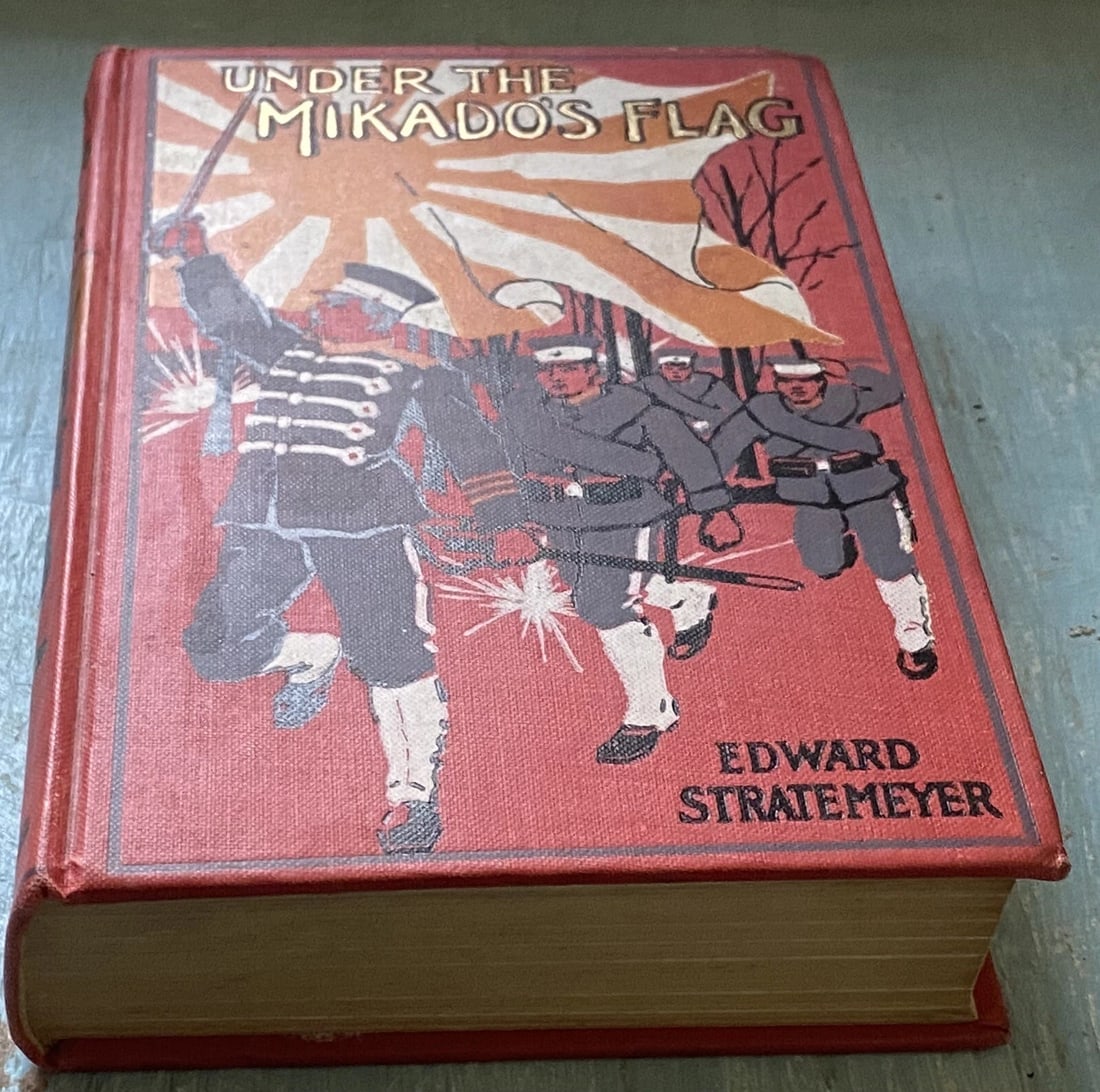 UNDER THE
MIKADO'S FLAG
EDWARD
STRATEMEYER